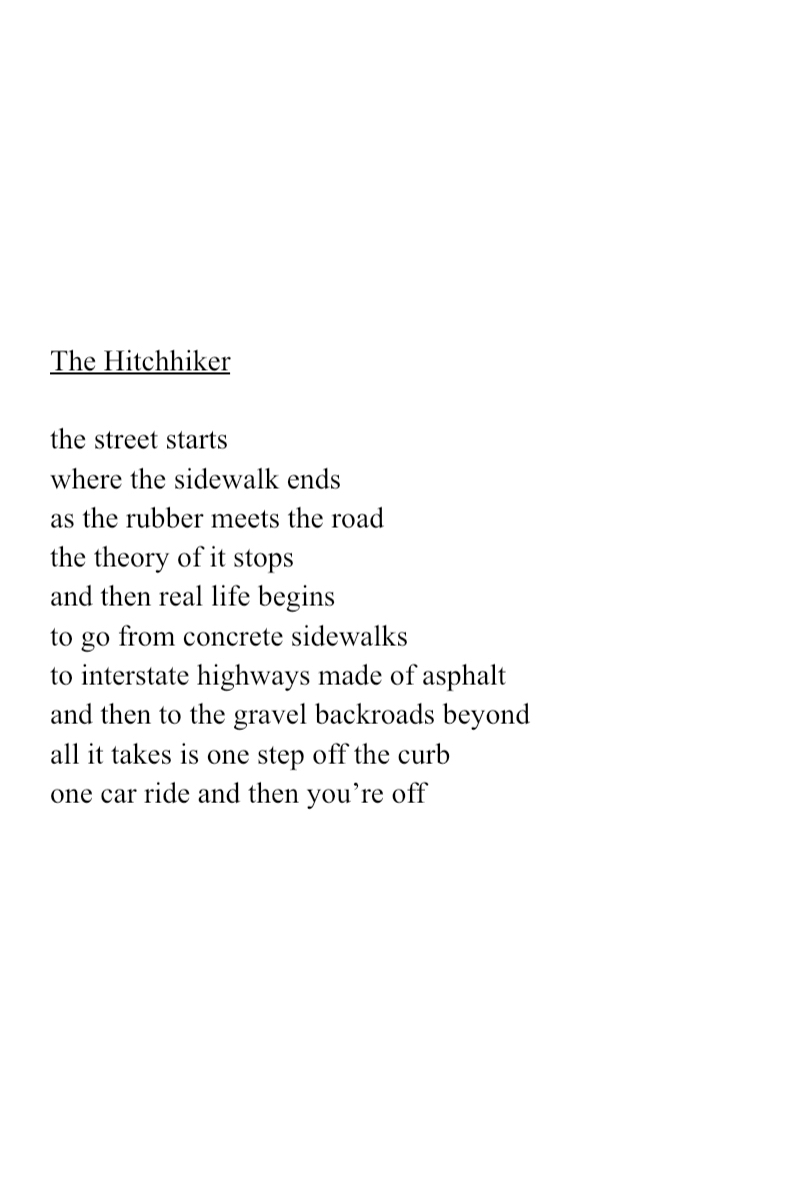 The Hitchhiker
the street starts
where the sidewalk ends
as the rubber meets the road
the theory of it stops
and then real life begins
to go from concrete sidewalks
to interstate highways made of asphalt
and then to the gravel backroads beyond
all it takes is one step off the curb
one car ride and then you’re off